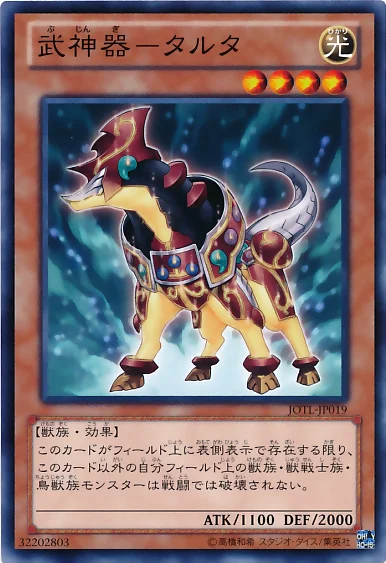 武神器－タルタ
光
JOTL-JP019
【獣族・効果】
このカードがフィールド上に表側表示で存在する限り、
このカード以外の自分フィールド上の獣族・獣戦士族・
鳥獣族モンスターは戦闘では破壊されない。
ATK/1100 DEF/2000
32202803 ©高橋和希 スタジオ・ダイス/集英社